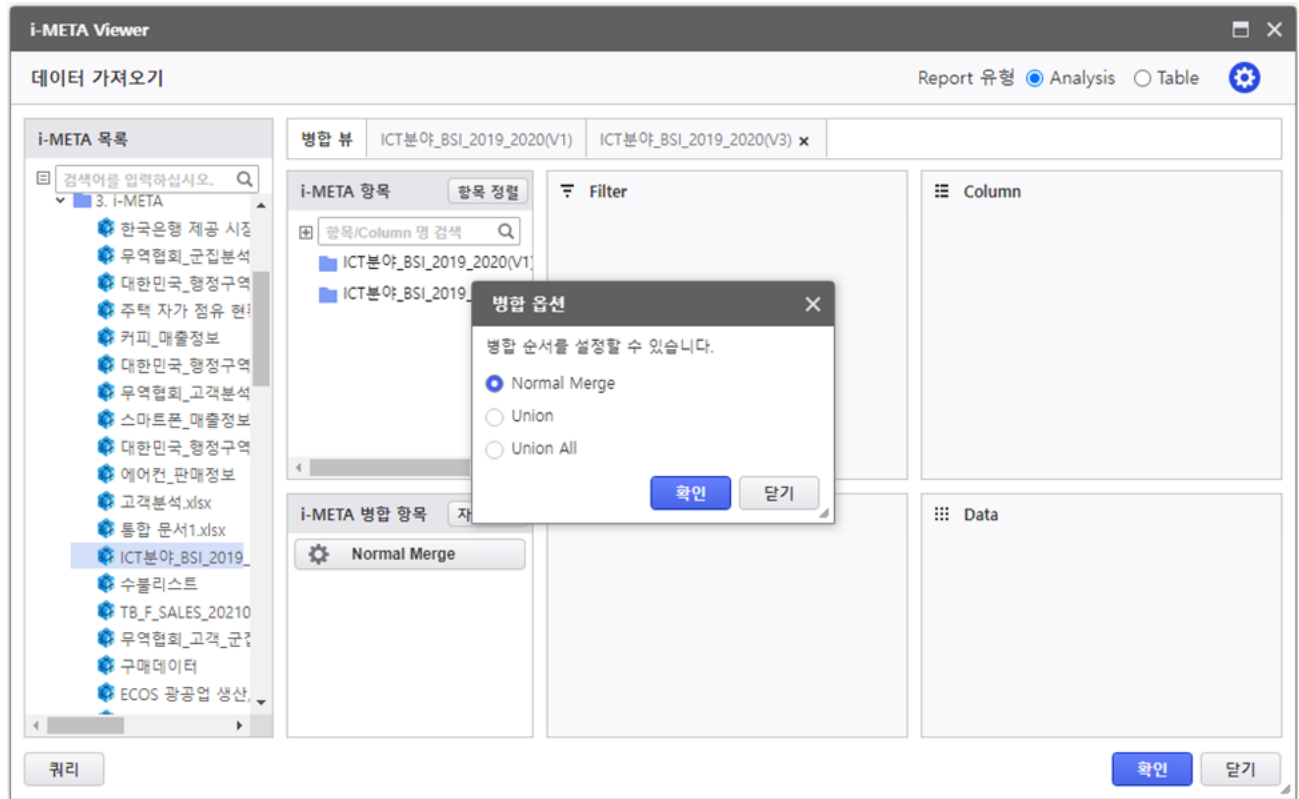 i-META Viewer
데이터 가져오기
Report 유형 Analysis Table
i-META 목록
검색어를 입력하십시오.
3. i-META
한국은행 제공 시장
무역협회_군집분석
대한민국_행정구역
주택 자가 점유 현
커피_매출정보
대한민국_행정구역
무역협회_고객분석
스마트폰_매출정보
대한민국_행정구역
에어컨_판매정보
고객분석.xlsx
통합 문서1.xlsx
ICT분야_BSI_2019_
수불리스트
TB_F_SALES_20210
무역협회_고객_군집
구매데이터
ECOS 광공업 생산,
병합 뷰 ICT분야_BSI_2019_2020(V1) ICT분야_BSI_2019_2020(V3)
i-META 항목 항목 정렬
항목/Column 명 검색
ICT분야_BSI_2019_2020(V1)
ICT분야_BSI_2019_
Filter
Column
병합 옵션
병합 순서를 설정할 수 있습니다.
Normal Merge
Union
Union All
확인 닫기
i-META 병합 항목 자
Normal Merge
Data
쿼리
확인 닫기